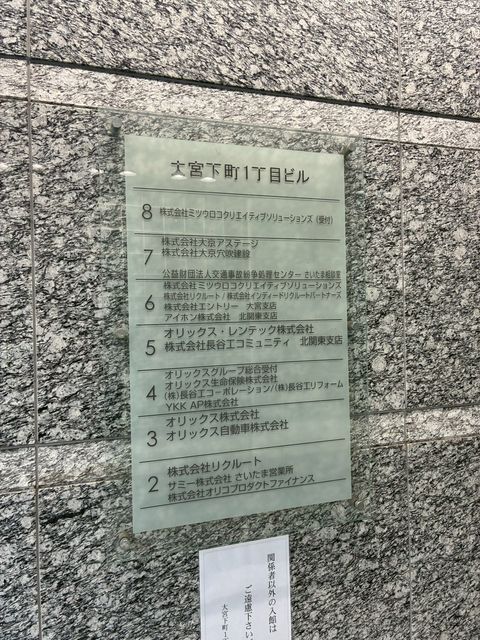 大宮下町1丁目ビル
8 株式会社ミツウロコクリエイティブソリューションズ（受付）
7 株式会社大京アステージ
株式会社大京穴吹建設
公益財団法人交通事故紛争処理センター さいたま相談室
6 株式会社ミツウロコクリエイティブソリューションズ
株式会社リクルート / 株式会社インディードリクルートパートナーズ
株式会社エントリー 大宮支店
アイホン株式会社 北関東支店
5 オリックス・レンテック株式会社
株式会社長谷工コミュニティ 北関東支店
4 オリックスグループ総合受付
オリックス生命保険株式会社
(株)長谷工コーポレーション/(株)長谷工リフォーム
YKK AP株式会社
3 オリックス株式会社
オリックス自動車株式会社
2 株式会社リクルート
サミー株式会社 さいたま営業所
株式会社オリコプロダクトファイナンス
関係者以外の入館は
ご遠慮下さい。
大宮下町1